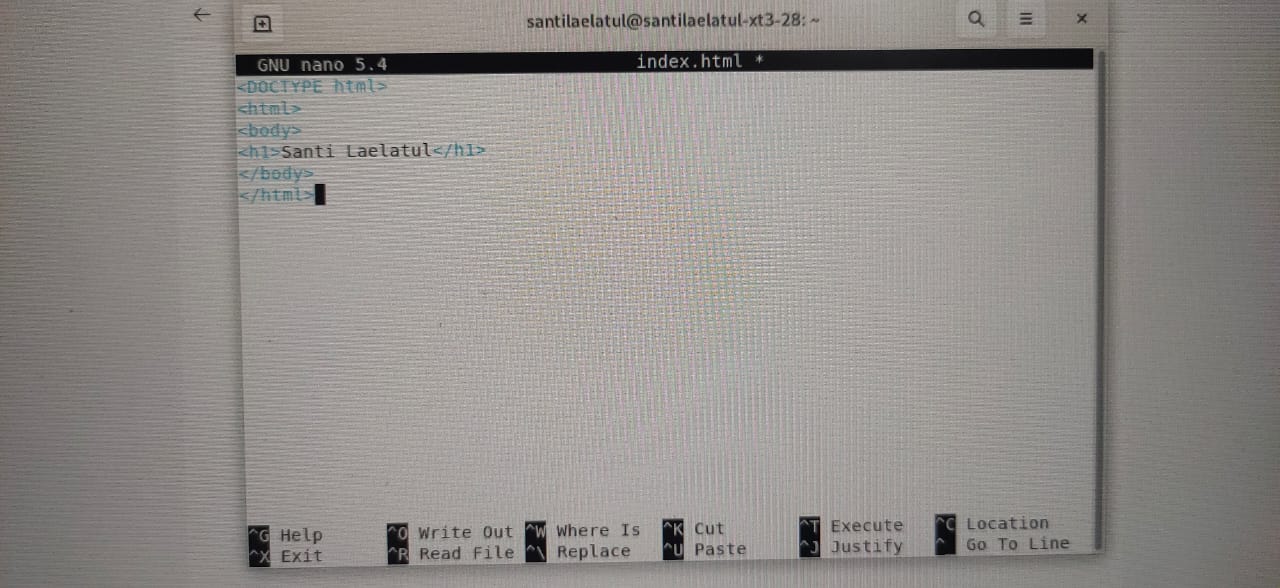 santilaelatul@santilaelatul-xt3-28: ~
GNU nano 5.4 index.html *
<DOCTYPE html>
<html>
<body>
<h1>Santi Laelatul</h1>
</body>
</html>
^G Help ^O Write Out ^W Where Is ^K Cut ^T Execute ^C Location
^X Exit ^R Read File ^\ Replace ^U Paste ^J Justify ^_ Go To Line